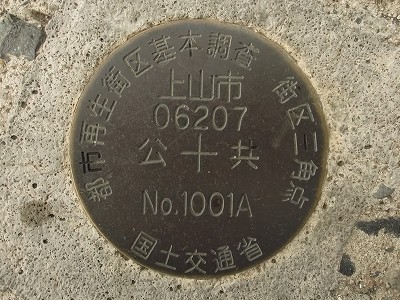 都市再生街区基本調査
街区三角点
上山市
06207
公十共
No.1001A
国土交通省